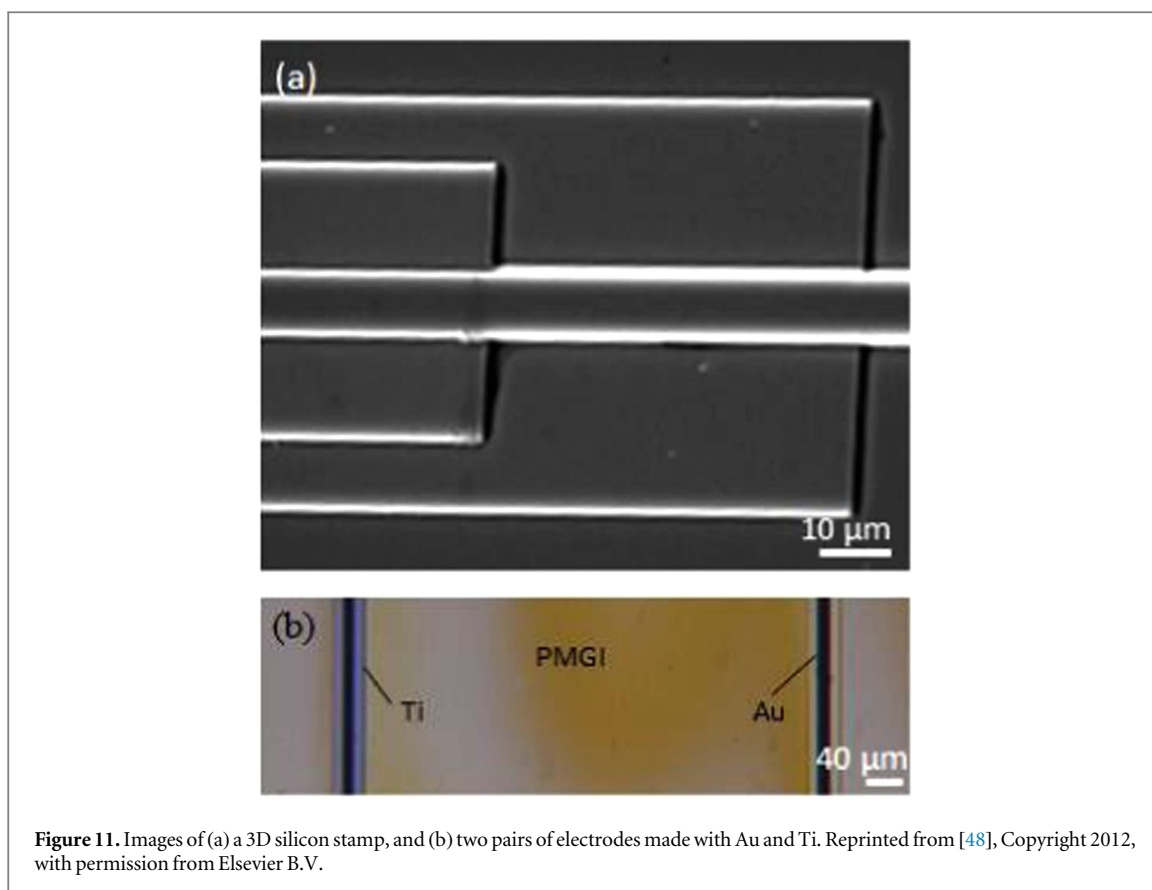 (a)
10 μm
(b)
PMGI
Ti
Au
40 μm
Figure 11. Images of (a) a 3D silicon stamp, and (b) two pairs of electrodes made with Au and Ti. Reprinted from [48], Copyright 2012,
with permission from Elsevier B.V.